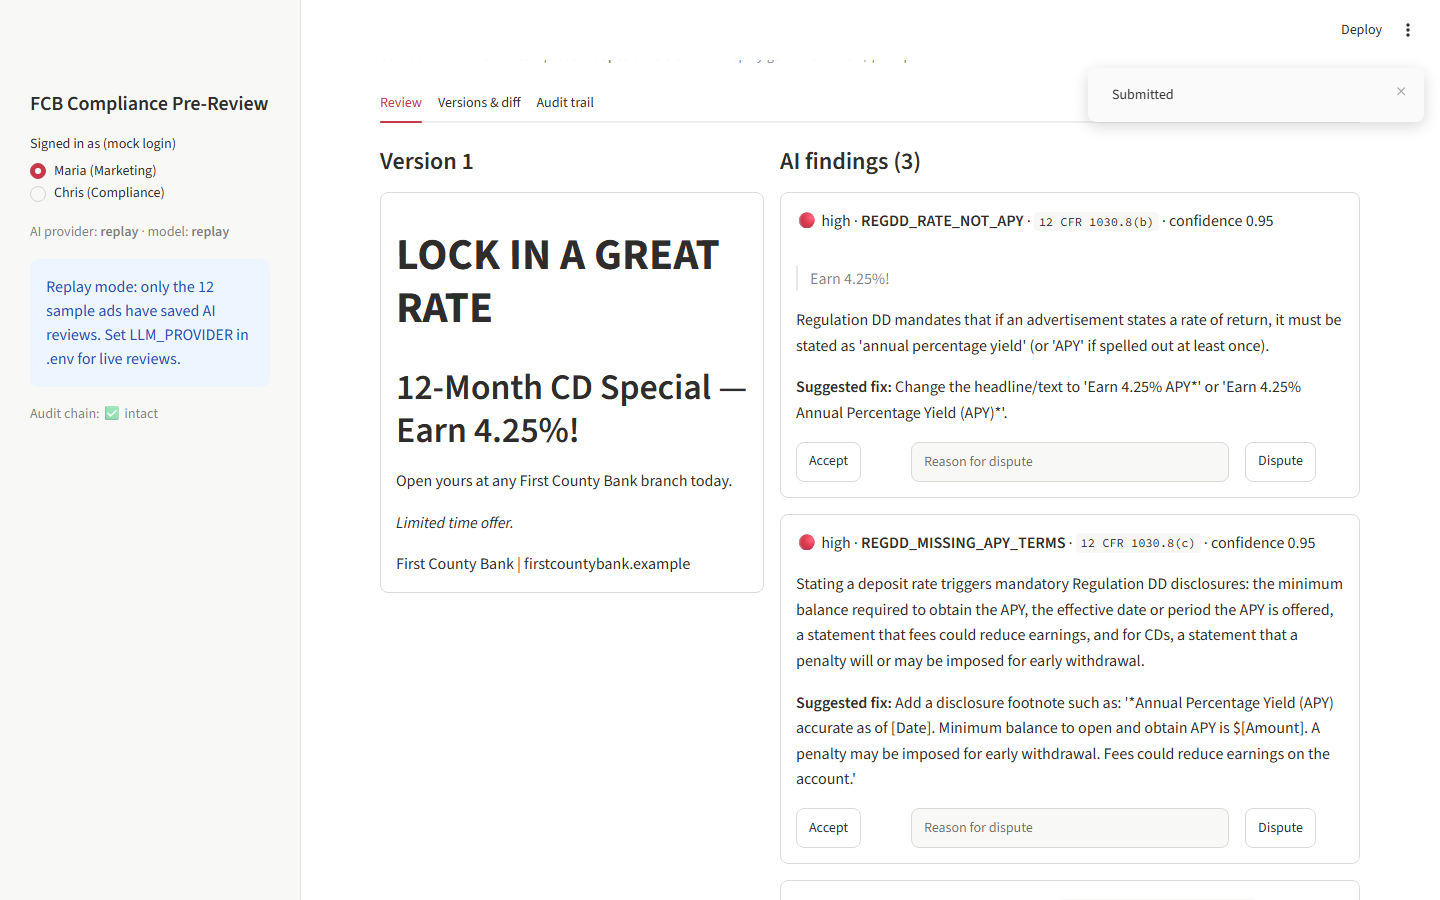 Deploy
Submitted
FCB Compliance Pre-Review
Signed in as (mock login)
Maria (Marketing)
Chris (Compliance)
AI provider: replay · model: replay
Replay mode: only the 12
sample ads have saved AI
reviews. Set LLM_PROVIDER in
.env for live reviews.
Audit chain: ✅ intact
Review
Versions & diff
Audit trail
Version 1
LOCK IN A GREAT
RATE
12-Month CD Special —
Earn 4.25%!
Open yours at any First County Bank branch today.
Limited time offer.
First County Bank | firstcountybank.example
AI findings (3)
high · REGDD_RATE_NOT_APY · 12 CFR 1030.8(b) · confidence 0.95
Earn 4.25%!
Regulation DD mandates that if an advertisement states a rate of return, it must be
stated as 'annual percentage yield' (or 'APY' if spelled out at least once).
Suggested fix: Change the headline/text to 'Earn 4.25% APY*' or 'Earn 4.25%
Annual Percentage Yield (APY)*'.
Accept
Reason for dispute
Dispute
high · REGDD_MISSING_APY_TERMS · 12 CFR 1030.8(c) · confidence 0.95
Stating a deposit rate triggers mandatory Regulation DD disclosures: the minimum
balance required to obtain the APY, the effective date or period the APY is offered,
a statement that fees could reduce earnings, and for CDs, a statement that a
penalty will or may be imposed for early withdrawal.
Suggested fix: Add a disclosure footnote such as: '*Annual Percentage Yield (APY)
accurate as of [Date]. Minimum balance to open and obtain APY is $[Amount]. A
penalty may be imposed for early withdrawal. Fees could reduce earnings on the
account.'
Accept
Reason for dispute
Dispute